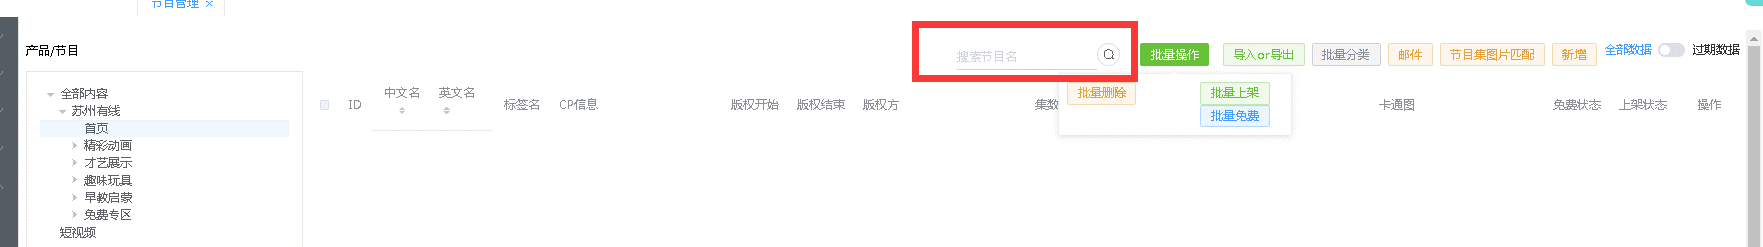 节目管理 ×
产品/节目
搜索节目名
批量操作 导入or导出 批量分类 邮件 节目集图片匹配 新增 全部数据 过期数据
批量删除 批量上架
批量免费
ID 中文名 英文名 标签名 CP信息 版权开始 版权结束 版权方 集数 卡通图 免费状态 上架状态 操作
全部内容
苏州有线
首页
精彩动画
才艺展示
趣味玩具
早教启蒙
免费专区
短视频